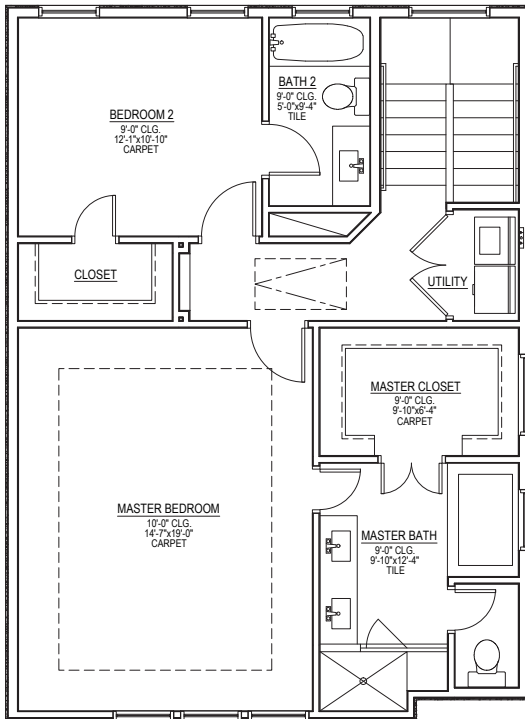 BATH 2
9'-0" CLG.
5'-0"x9'-4"
TILE
BEDROOM 2
9'-0" CLG.
12'-1"x10'-10"
CARPET
CLOSET
UTILITY
MASTER CLOSET
9'-0" CLG.
9'-10"x6'-4"
CARPET
MASTER BEDROOM
10'-0" CLG.
14'-7"x19'-0"
CARPET
MASTER BATH
9'-0" CLG.
9'-10"x12'-4"
TILE